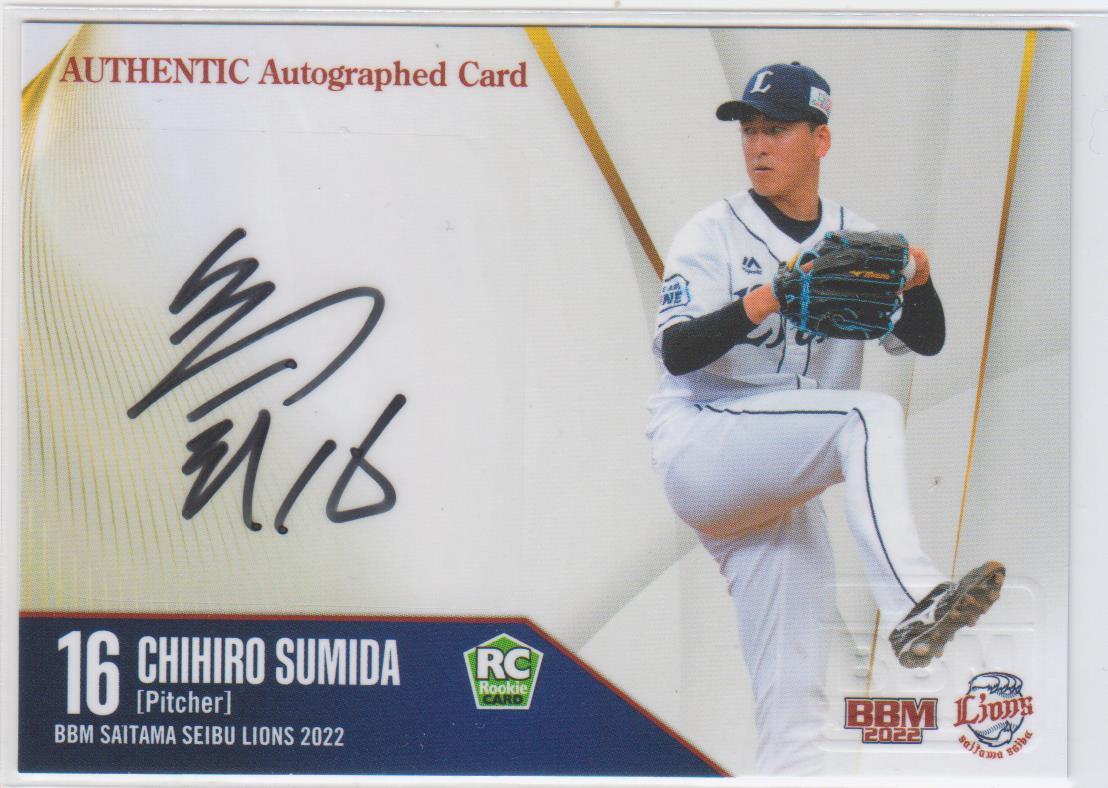 AUTHENTIC Autographed Card
L
16
16 CHIHIRO SUMIDA
[Pitcher]
BBM SAITAMA SEIBU LIONS 2022
RC
Rookie
CARD
BBM
2022
Lions
saitama seibu